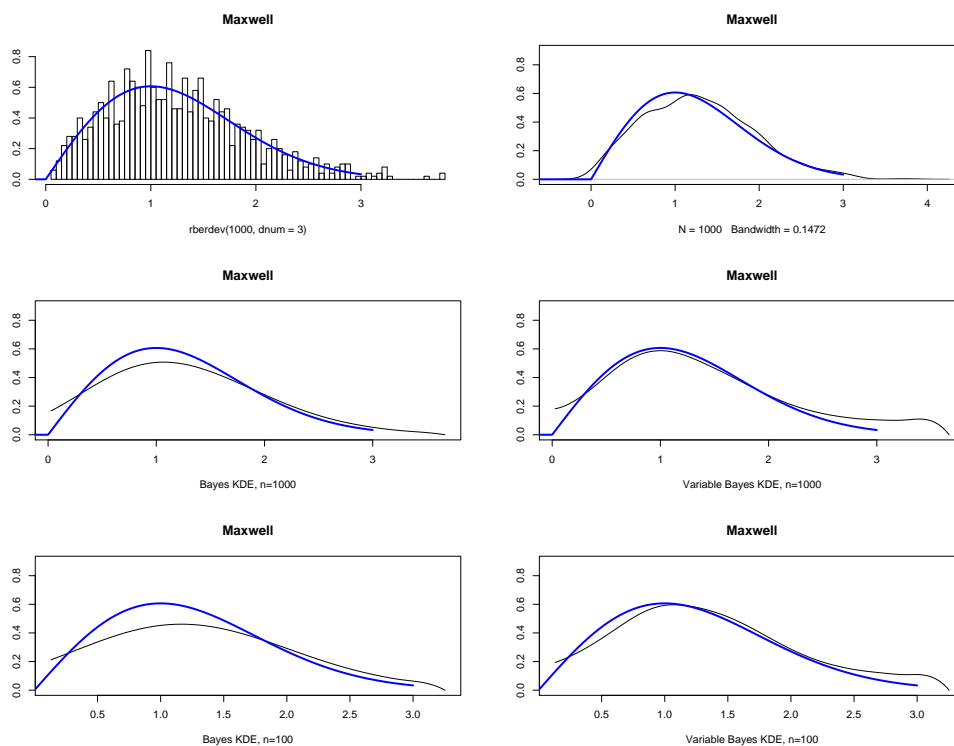 Maxwell
0.0 0.2 0.4 0.6 0.8
0 1 2 3
rberdev(1000, dnum = 3)
Maxwell
0.0 0.2 0.4 0.6 0.8
0 1 2 3 4
N = 1000 Bandwidth = 0.1472
Maxwell
0.0 0.2 0.4 0.6 0.8
0 1 2 3
Bayes KDE, n=1000
Maxwell
0.0 0.2 0.4 0.6 0.8
0 1 2 3
Variable Bayes KDE, n=1000
Maxwell
0.0 0.2 0.4 0.6 0.8
0.5 1.0 1.5 2.0 2.5 3.0
Bayes KDE, n=100
Maxwell
0.0 0.2 0.4 0.6 0.8
0.5 1.0 1.5 2.0 2.5 3.0
Variable Bayes KDE, n=100